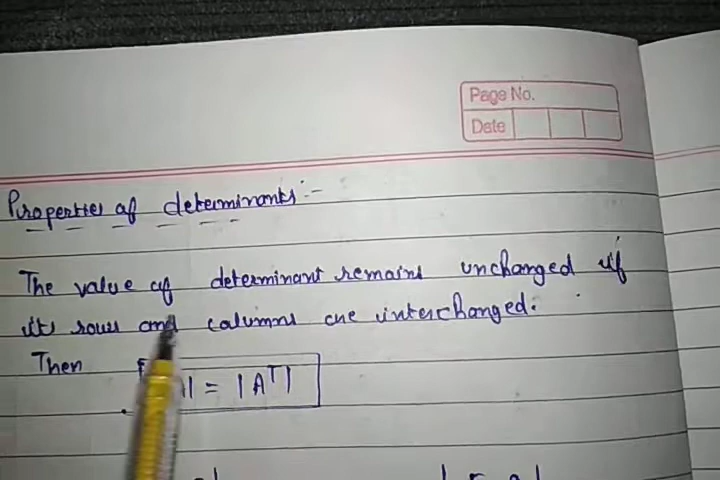 Page No.
Date
Properties of determinants :-
The value of determinant remains unchanged if
its rows and columns are interchanged.
Then | = |Aᵀ|